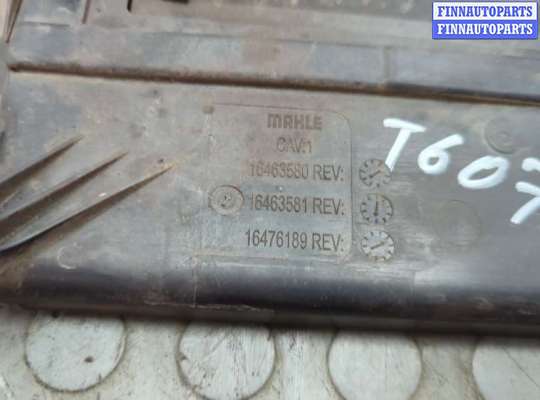 FINNAUTOPARTS
FINNAUTOPARTS
MAHLE
CAV:1
16463580 REV:
16463581 REV:
16476189 REV:
T607